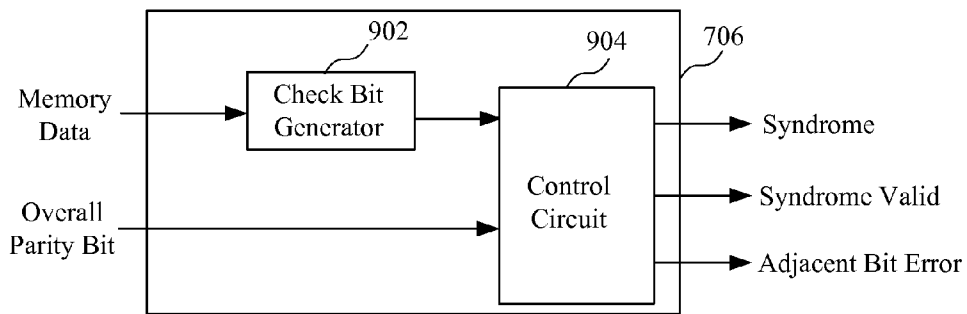 902
904
706
Memory
Data
Check Bit
Generator
Syndrome
Control
Circuit
Syndrome Valid
Overall
Parity Bit
Adjacent Bit Error